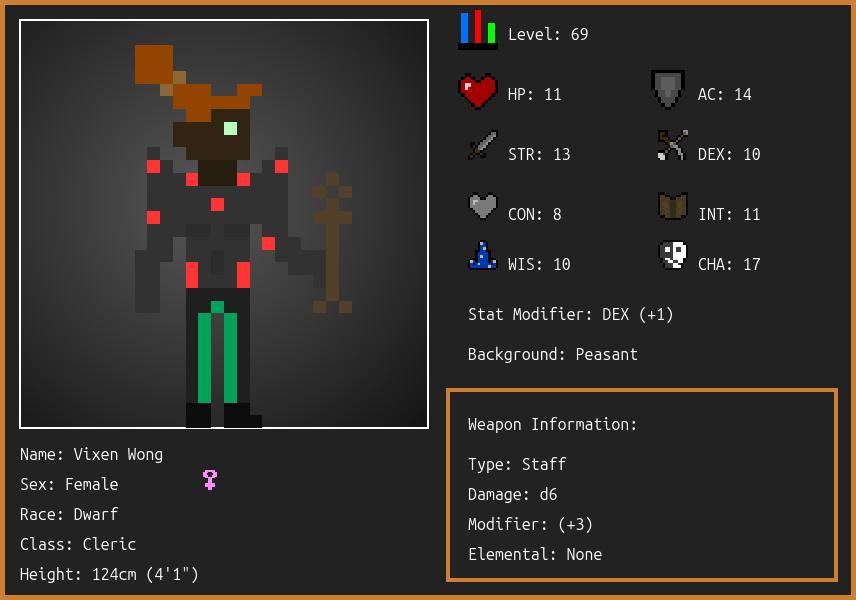 Level: 69
HP: 11
AC: 14
STR: 13
DEX: 10
CON: 8
INT: 11
WIS: 10
CHA: 17
Stat Modifier: DEX (+1)
Background: Peasant
Weapon Information:
Type: Staff
Damage: d6
Modifier: (+3)
Elemental: None
Name: Vixen Wong
Sex: Female
Race: Dwarf
Class: Cleric
Height: 124cm (4'1")